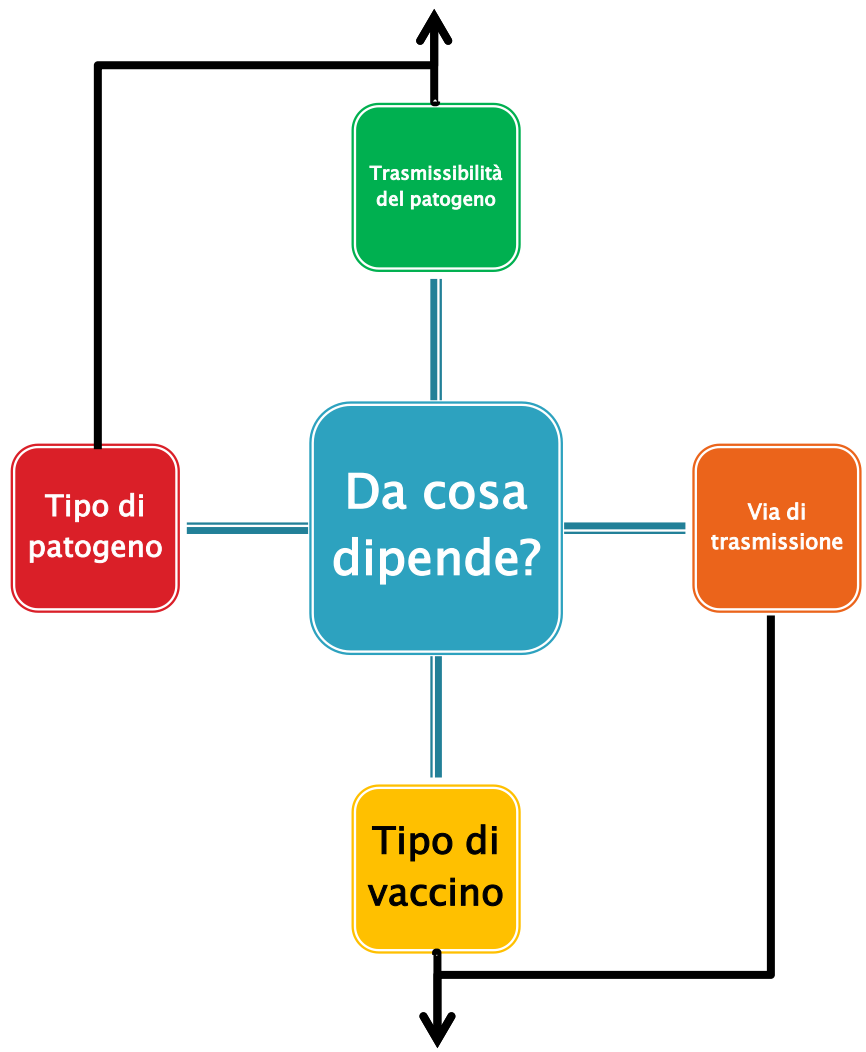 Trasmissibilità
del patogeno
Tipo di
patogeno
Da cosa
dipende?
Via di
trasmissione
Tipo di
vaccino